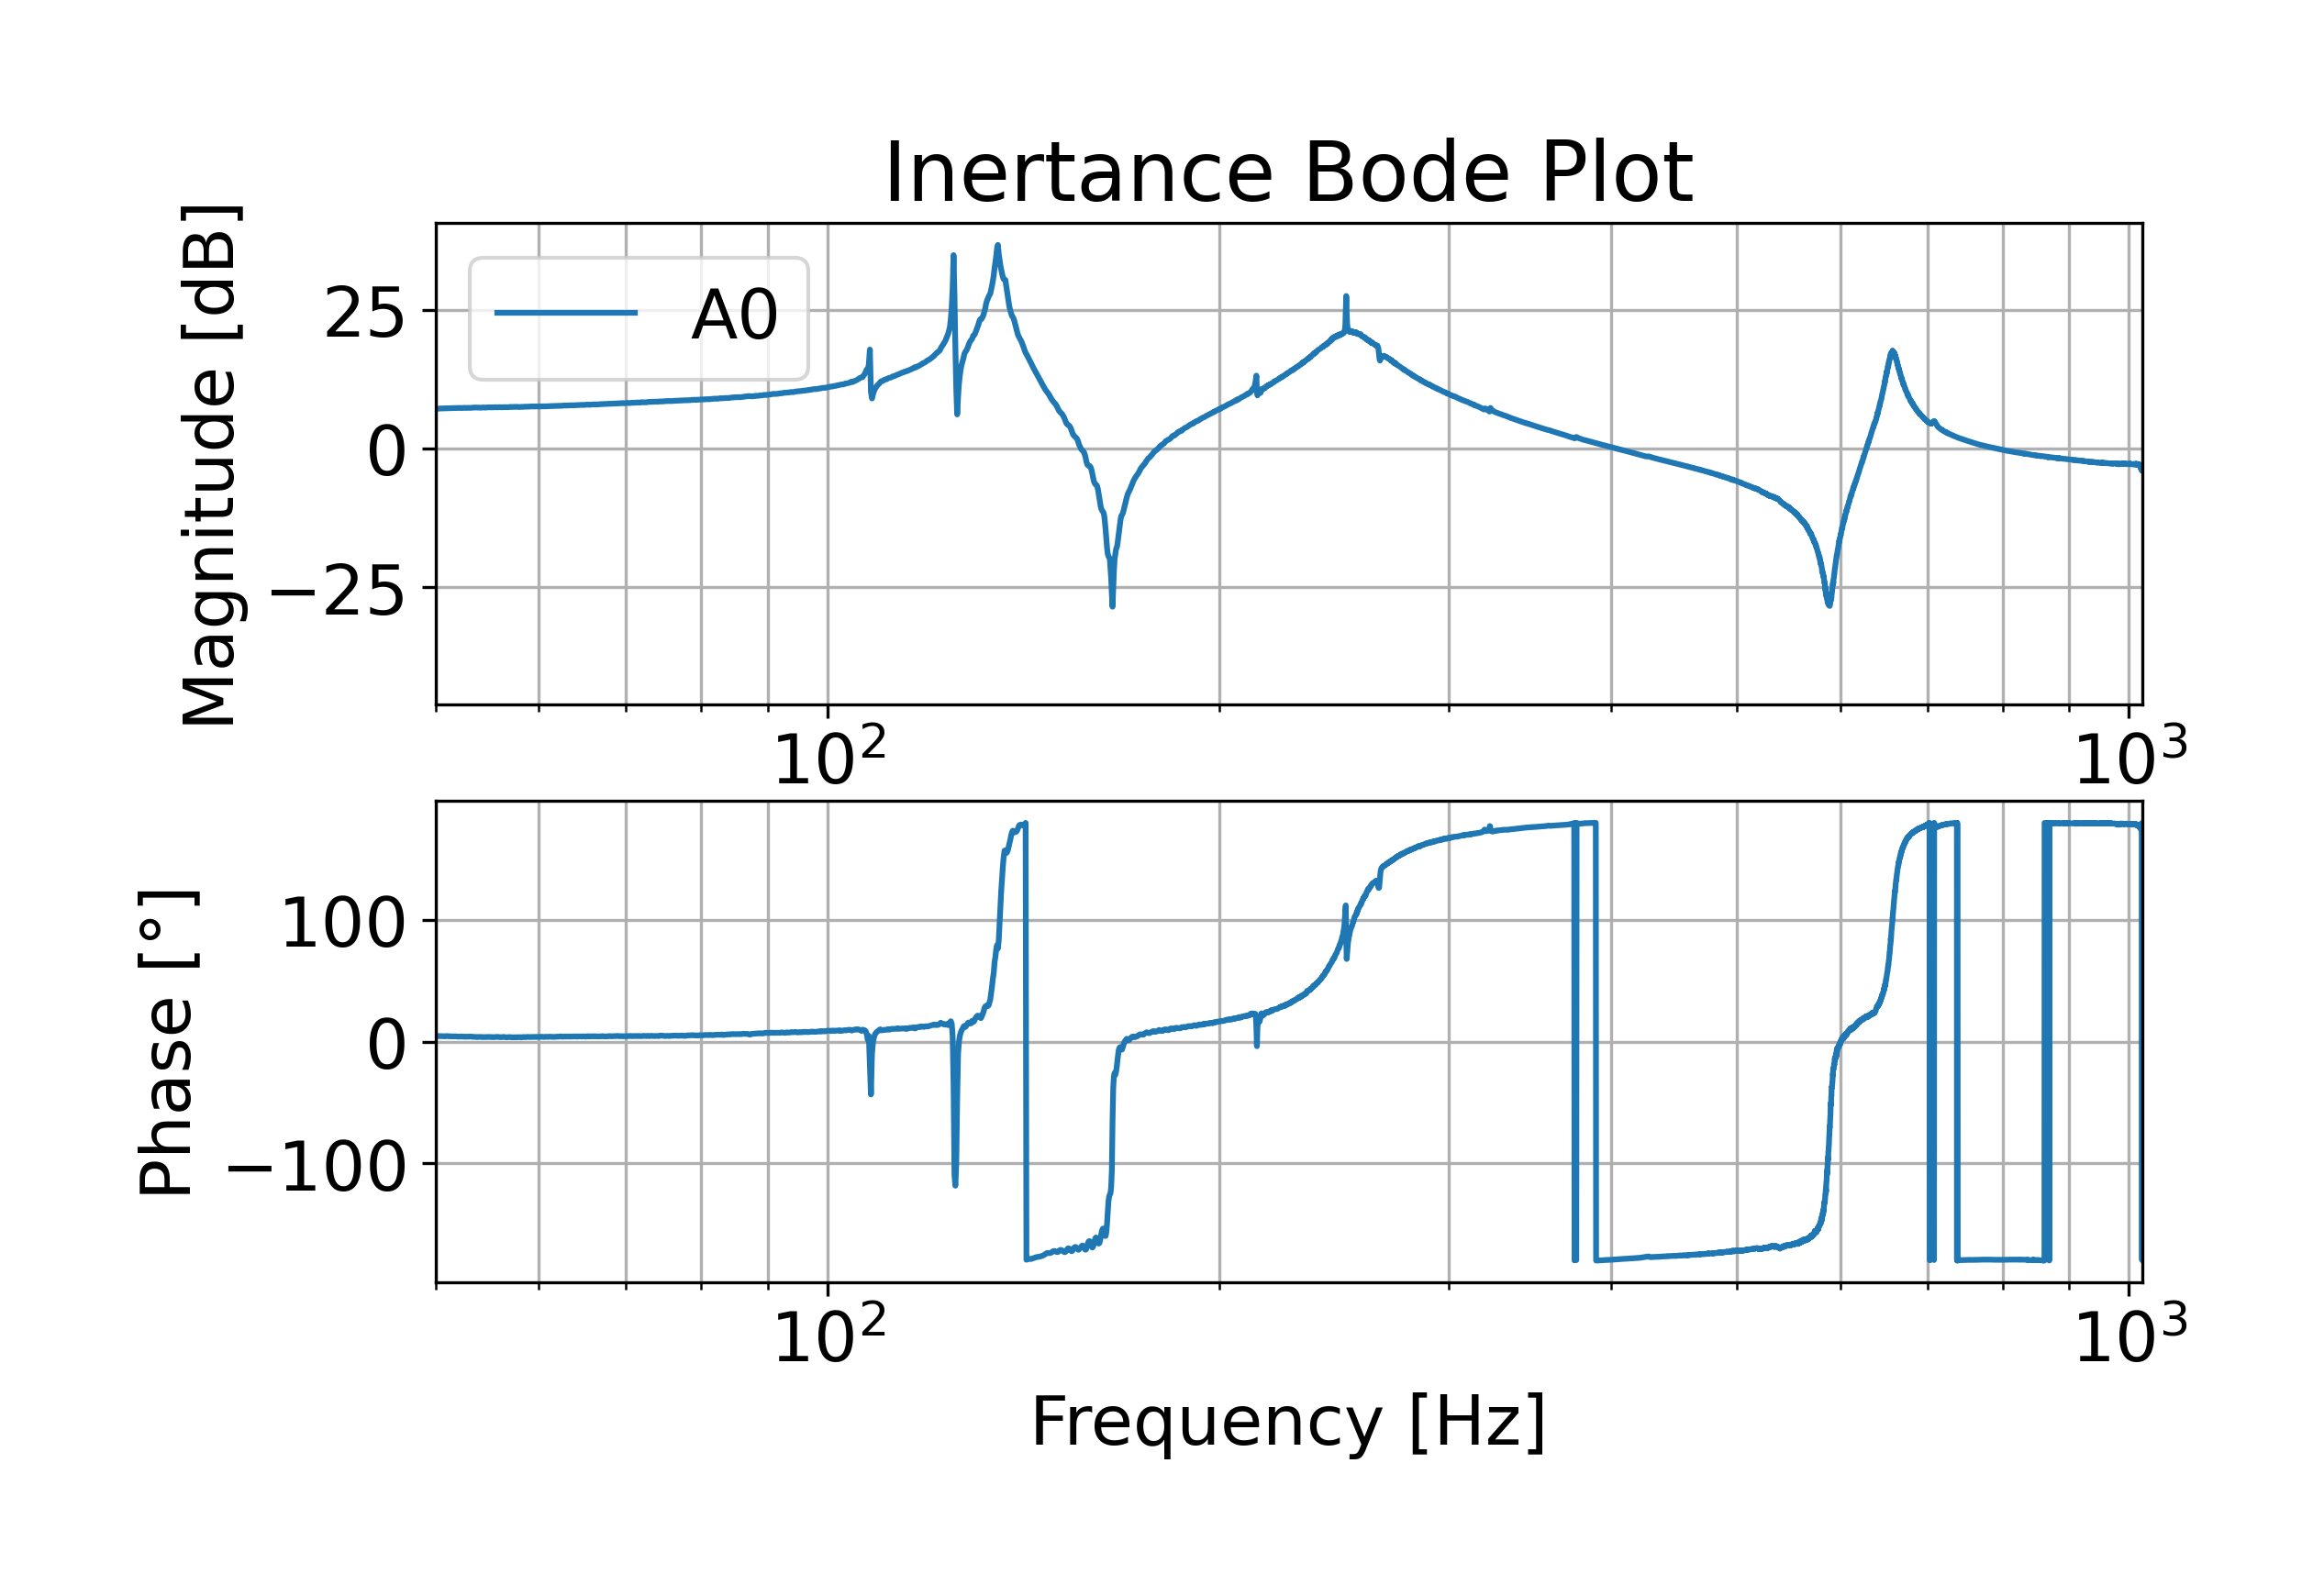 Inertance Bode Plot
Magnitude [dB]
25
0
−25
A0
10²
10³
Phase [°]
100
0
−100
10²
10³
Frequency [Hz]